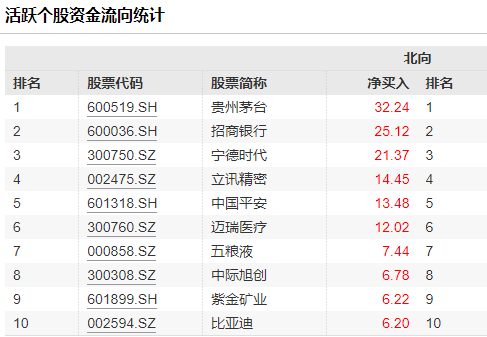 活跃个股资金流向统计
北向
排名 股票代码 股票简称 净买入 排名
1 600519.SH 贵州茅台 32.24 1
2 600036.SH 招商银行 25.12 2
3 300750.SZ 宁德时代 21.37 3
4 002475.SZ 立讯精密 14.45 4
5 601318.SH 中国平安 13.48 5
6 300760.SZ 迈瑞医疗 12.02 6
7 000858.SZ 五粮液 7.44 7
8 300308.SZ 中际旭创 6.78 8
9 601899.SH 紫金矿业 6.22 9
10 002594.SZ 比亚迪 6.20 10